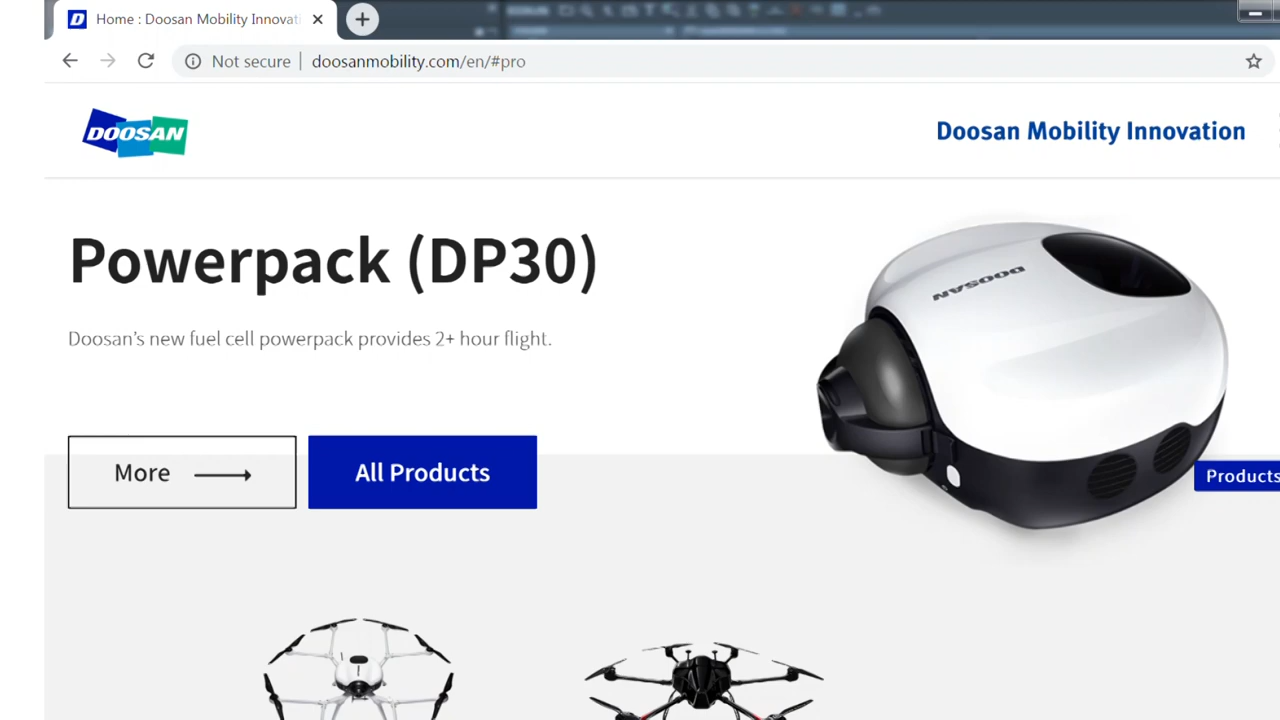 Home : Doosan Mobility Innovati
Not secure
doosanmobility.com/en/#pro
DOOSAN
Doosan Mobility Innovation
Powerpack (DP30)
DOOSAN
Doosan’s new fuel cell powerpack provides 2+ hour flight.
More
All Products
Products